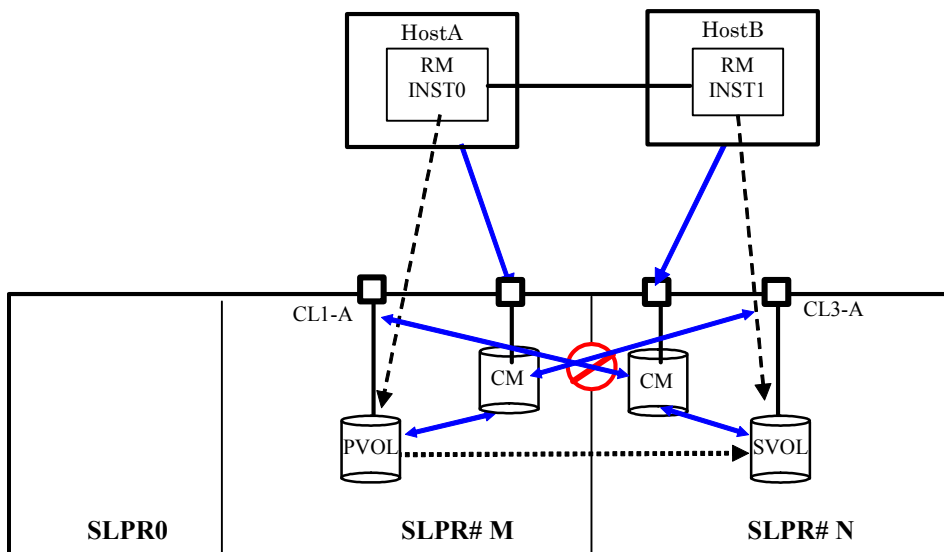 HostA
RM
INST0
HostB
RM
INST1
CL1-A
CL3-A
CM
CM
PVOL
SVOL
SLPR0
SLPR# M
SLPR# N